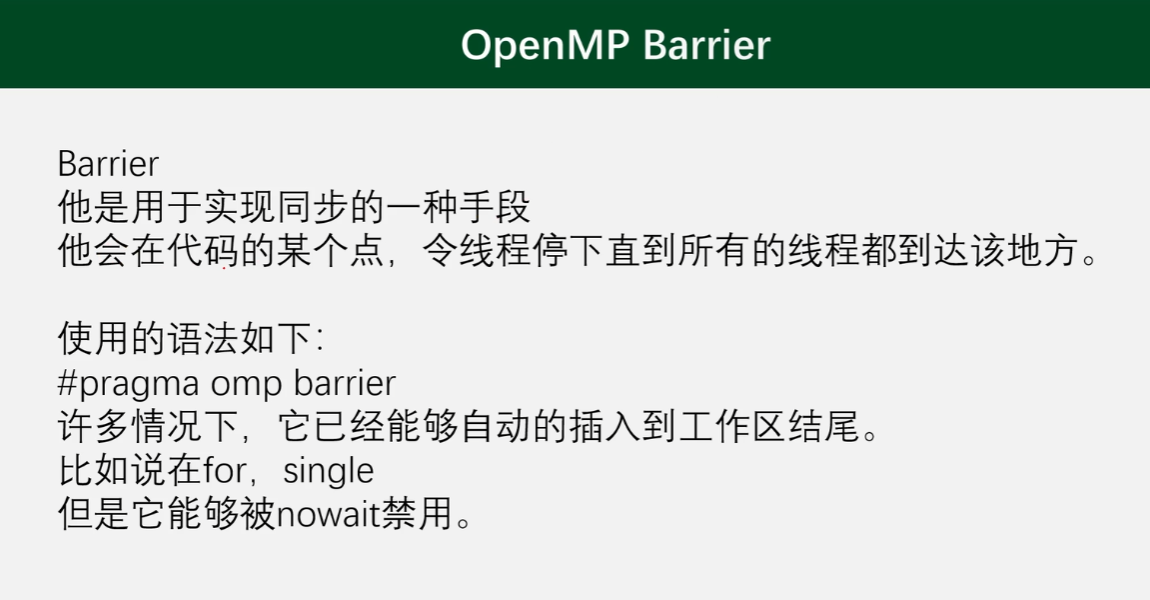 OpenMP Barrier
Barrier
他是用于实现同步的一种手段
他会在代码的某个点，令线程停下直到所有的线程都到达该地方。
使用的语法如下：
#pragma omp barrier
许多情况下，它已经能够自动的插入到工作区结尾。
比如说在for，single
但是它能够被nowait禁用。